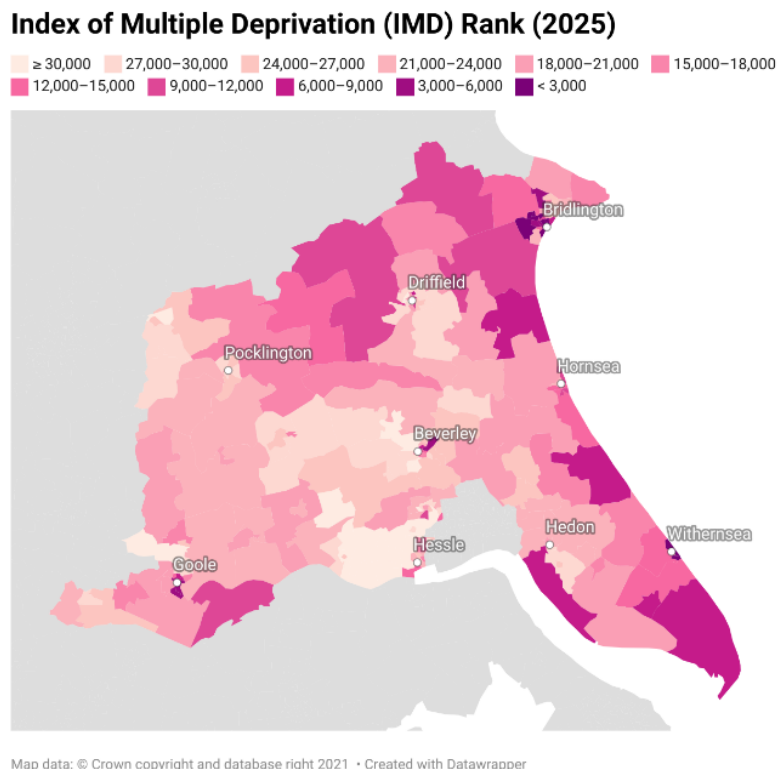 Index of Multiple Deprivation (IMD) Rank (2025)
≥ 30,000 27,000–30,000 24,000–27,000 21,000–24,000 18,000–21,000 15,000–18,000
12,000–15,000 9,000–12,000 6,000–9,000 3,000–6,000 < 3,000
Bridlington
Driffield
Pocklington
Hornsea
Beverley
Hedon
Withernsea
Hessle
Goole
Map data: © Crown copyright and database right 2021 • Created with Datawrapper